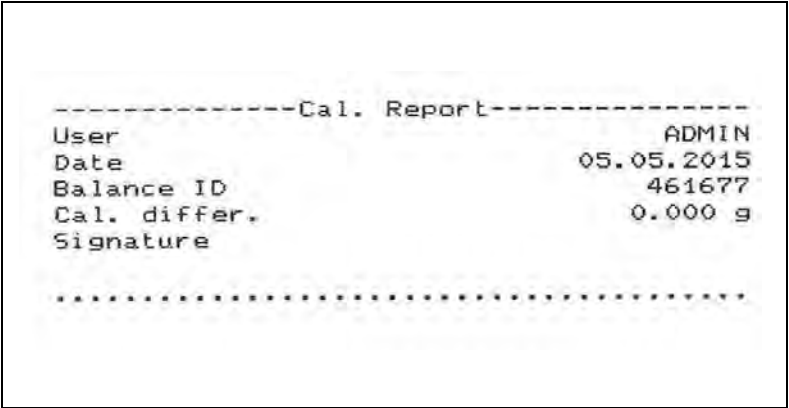 --------------Cal. Report---------------
User ADMIN
Date 05.05.2015
Balance ID 461677
Cal. differ. 0.000 g
Signature
........................................